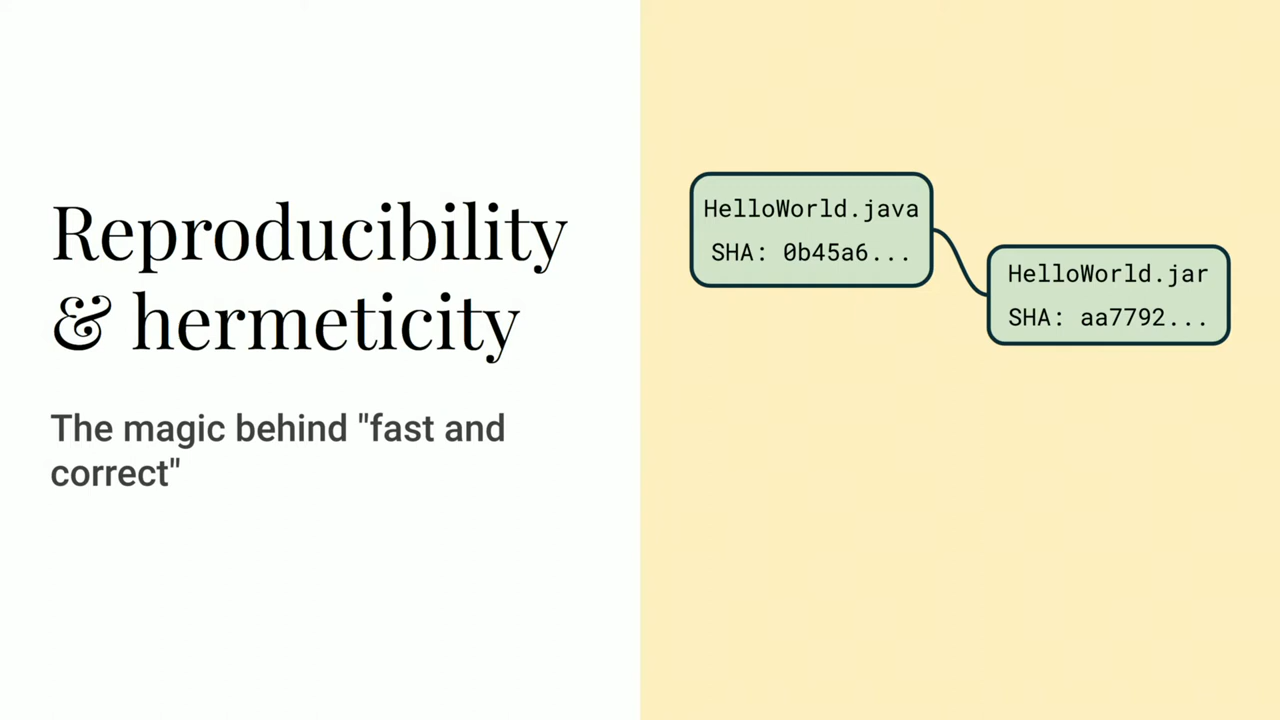 Reproducibility
& hermeticity
The magic behind "fast and
correct"
HelloWorld.java
SHA: 0b45a6...
HelloWorld.jar
SHA: aa7792...